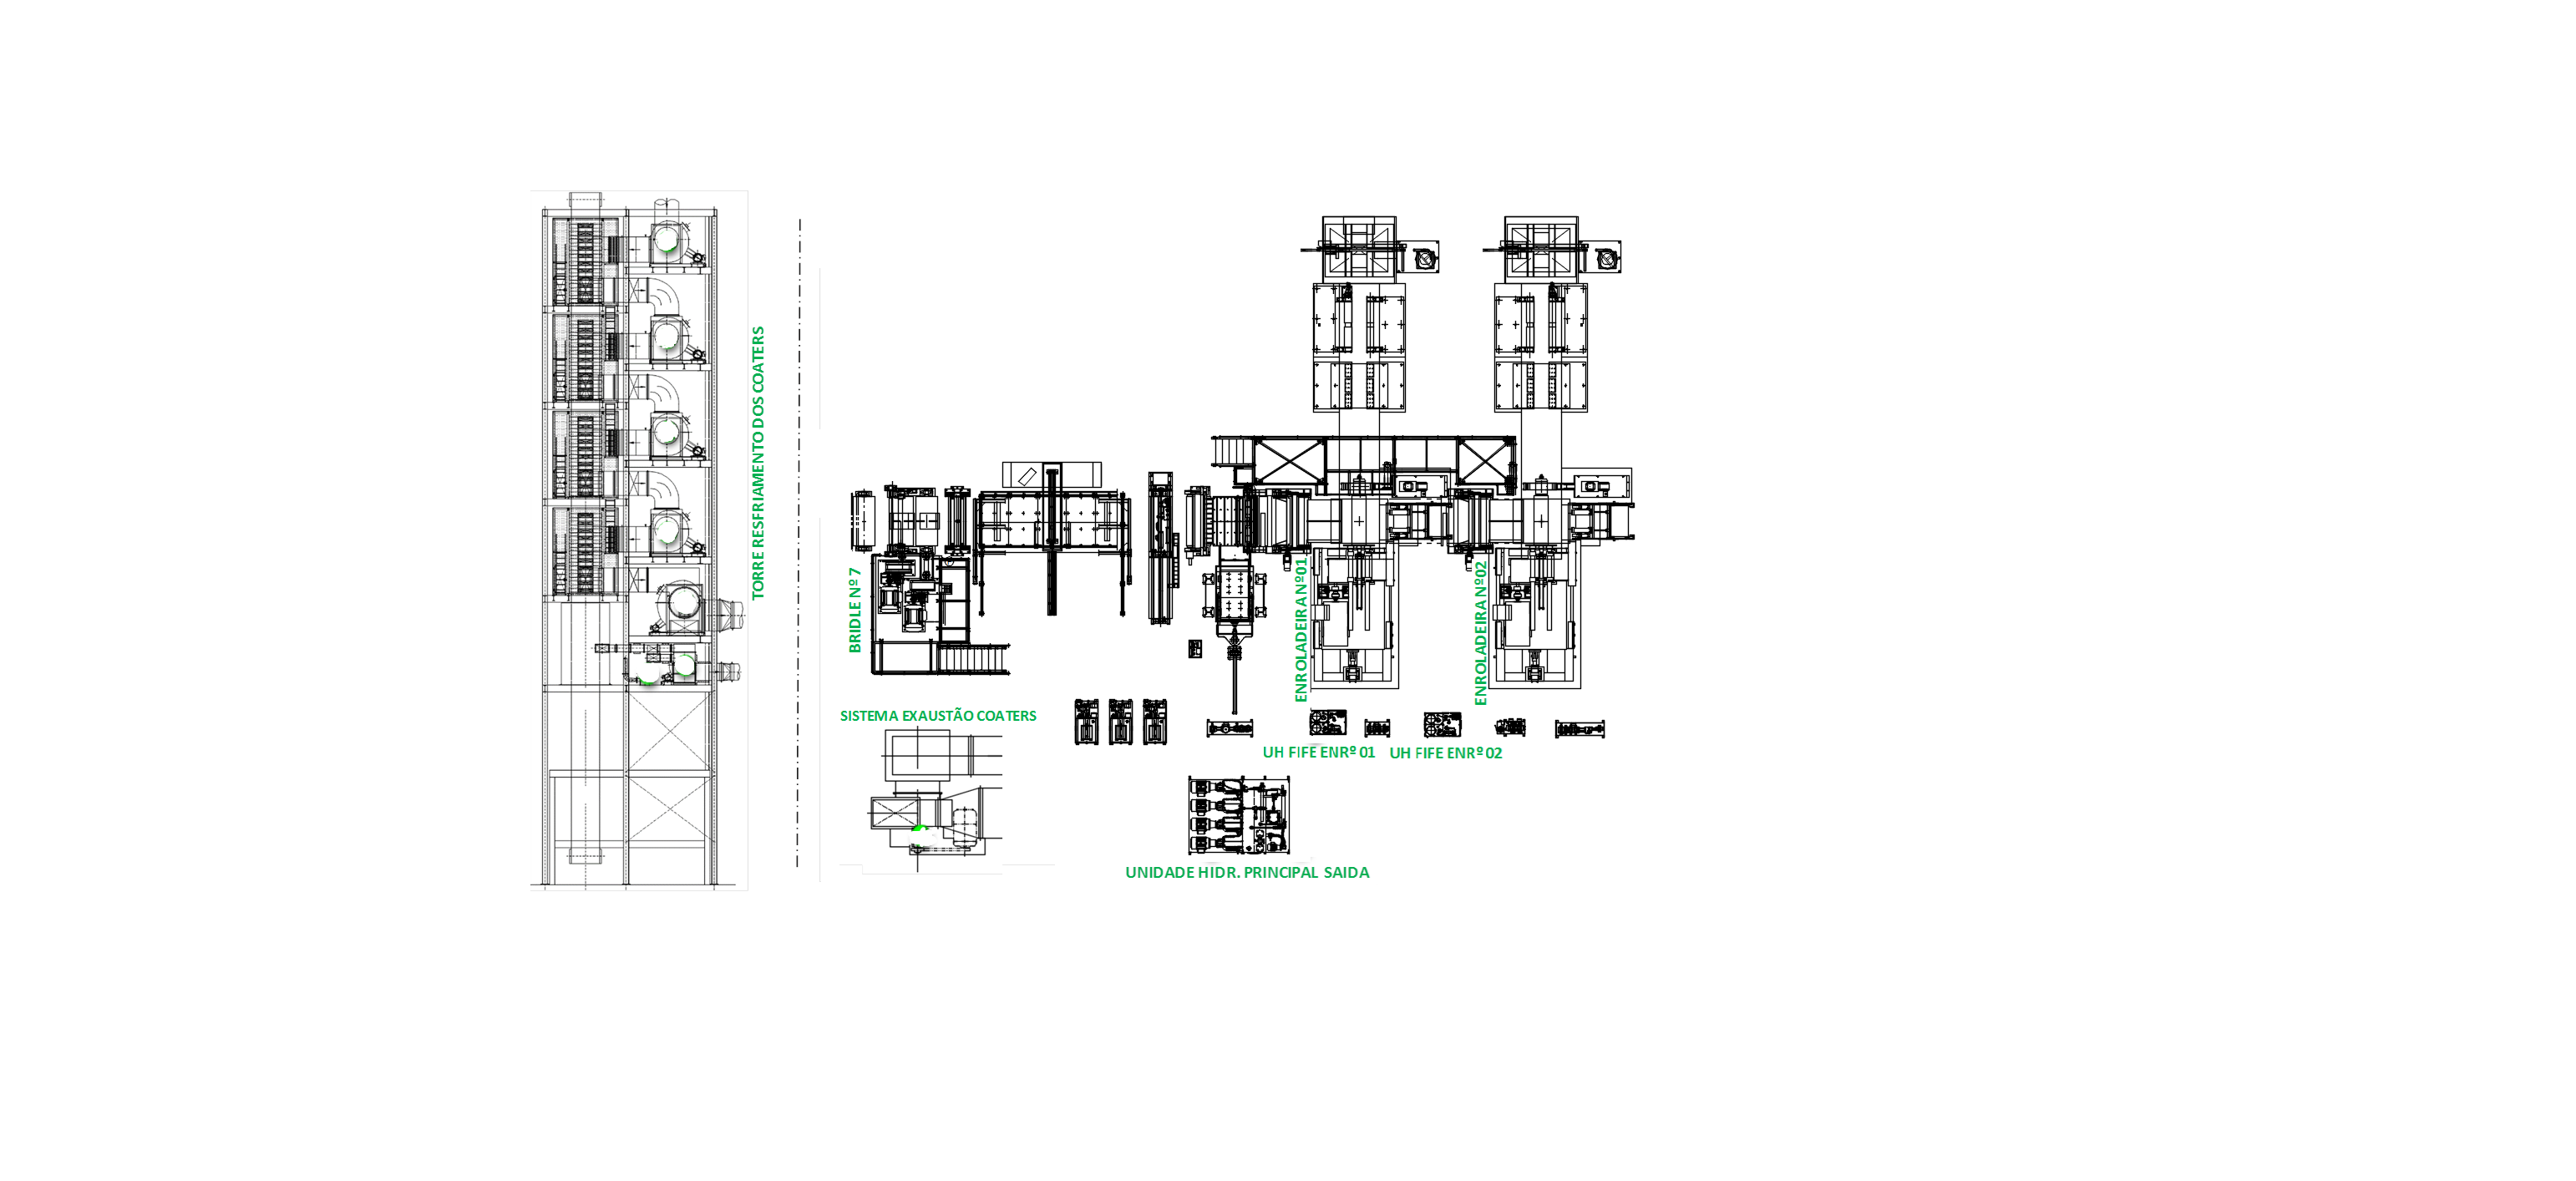 TORRE RESFRIAMENTO DOS COATERS
BRIDLE Nº 7
SISTEMA EXAUSTÃO COATERS
ENROLADEIRA Nº01
ENROLADEIRA Nº02
UH FIFE ENRº 01
UH FIFE ENRº 02
UNIDADE HIDR. PRINCIPAL SAIDA